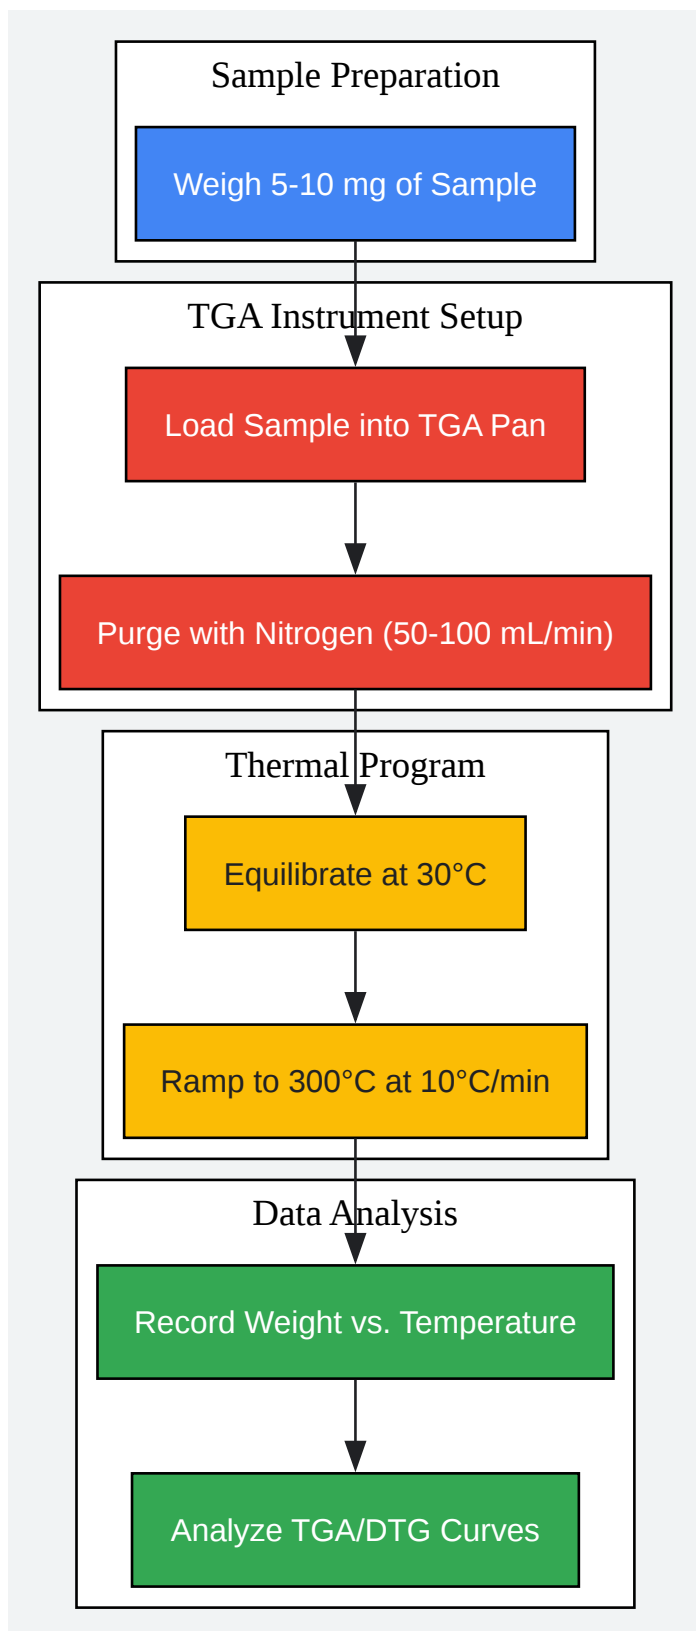 Sample Preparation
Weigh 5-10 mg of Sample
TGA Instrument Setup
Load Sample into TGA Pan
Purge with Nitrogen (50-100 mL/min)
Thermal Program
Equilibrate at 30°C
Ramp to 300°C at 10°C/min
Data Analysis
Record Weight vs. Temperature
Analyze TGA/DTG Curves